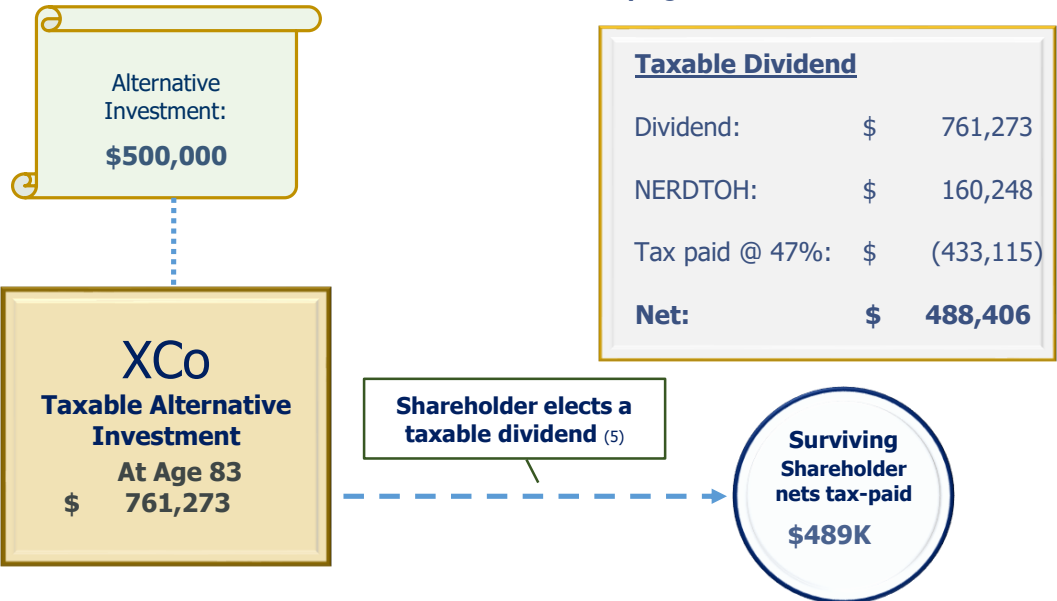 Alternative
Investment:
$500,000
Taxable Dividend
Dividend: $ 761,273
NERDTOH: $ 160,248
Tax paid @ 47%: $ (433,115)
Net: $ 488,406
XCo
Taxable Alternative
Investment
At Age 83
$ 761,273
Shareholder elects a
taxable dividend (5)
Surviving
Shareholder
nets tax-paid
$489K